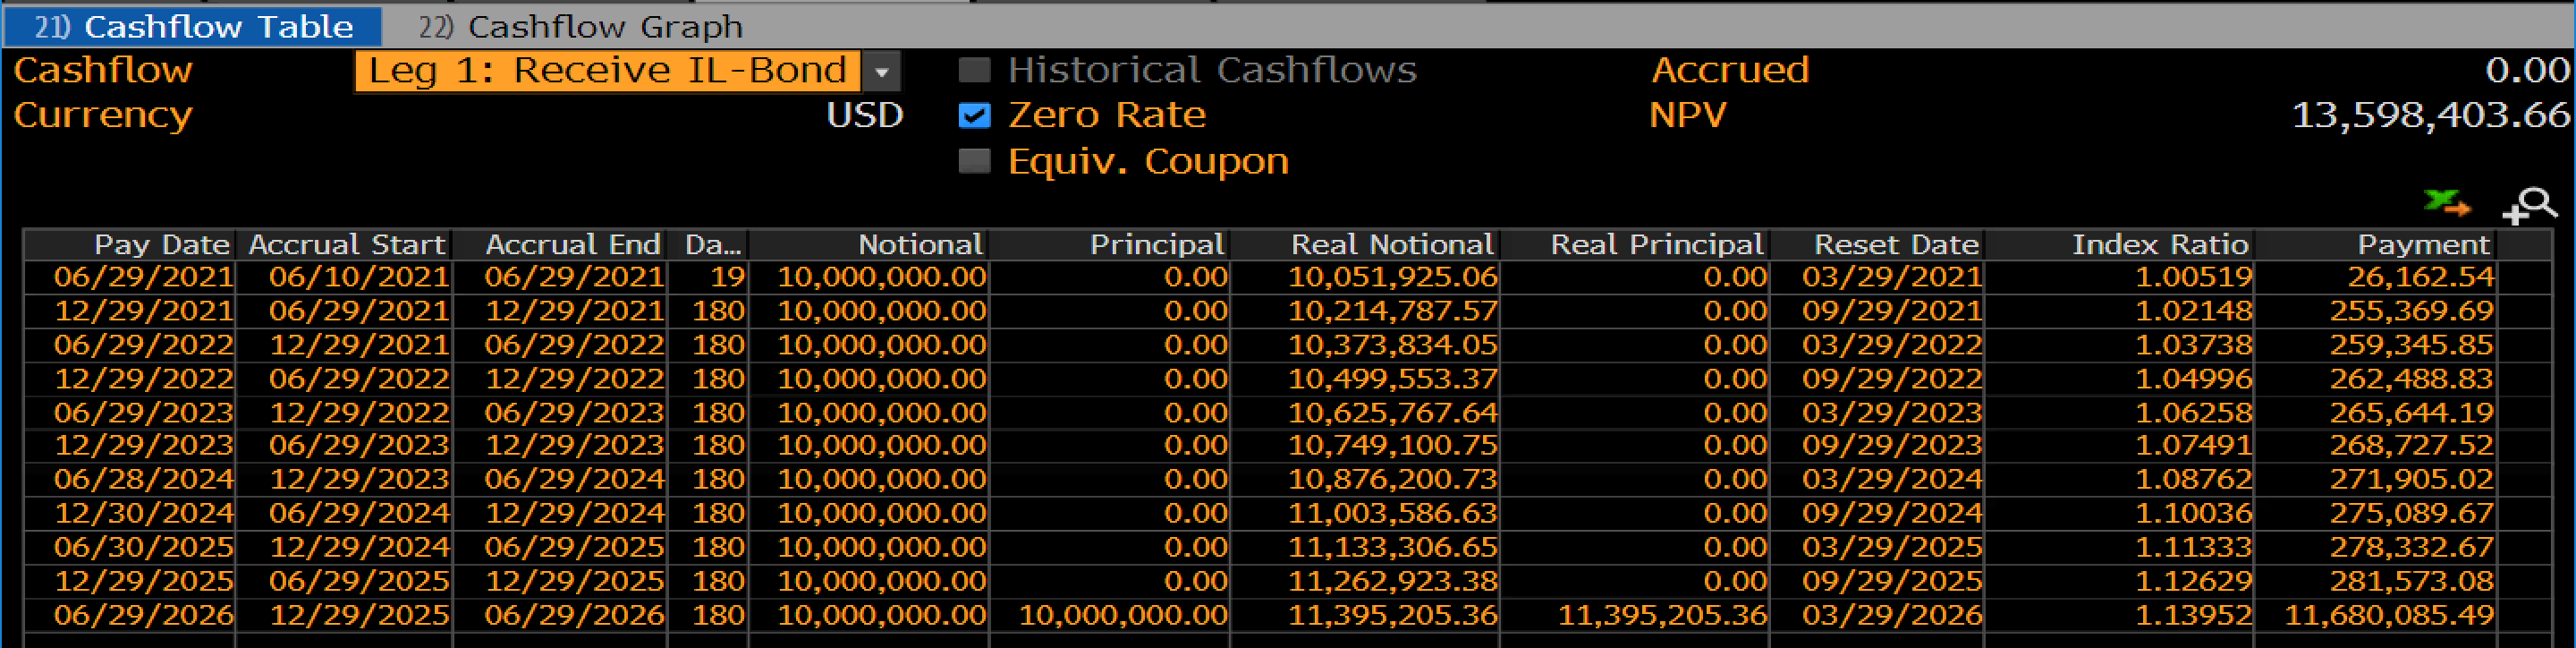 21) Cashflow Table 22) Cashflow Graph
Cashflow Leg 1: Receive IL-Bond Historical Cashflows Accrued 0.00
Currency USD Zero Rate NPV 13,598,403.66
Equiv. Coupon
Pay Date Accrual Start Accrual End Da... Notional Principal Real Notional Real Principal Reset Date Index Ratio Payment
06/29/2021 06/10/2021 06/29/2021 19 10,000,000.00 0.00 10,051,925.06 0.00 03/29/2021 1.00519 26,162.54
12/29/2021 06/29/2021 12/29/2021 180 10,000,000.00 0.00 10,214,787.57 0.00 09/29/2021 1.02148 255,369.69
06/29/2022 12/29/2021 06/29/2022 180 10,000,000.00 0.00 10,373,834.05 0.00 03/29/2022 1.03738 259,345.85
12/29/2022 06/29/2022 12/29/2022 180 10,000,000.00 0.00 10,499,553.37 0.00 09/29/2022 1.04996 262,488.83
06/29/2023 12/29/2022 06/29/2023 180 10,000,000.00 0.00 10,625,767.64 0.00 03/29/2023 1.06258 265,644.19
12/29/2023 06/29/2023 12/29/2023 180 10,000,000.00 0.00 10,749,100.75 0.00 09/29/2023 1.07491 268,727.52
06/28/2024 12/29/2023 06/29/2024 180 10,000,000.00 0.00 10,876,200.73 0.00 03/29/2024 1.08762 271,905.02
12/30/2024 06/29/2024 12/29/2024 180 10,000,000.00 0.00 11,003,586.63 0.00 09/29/2024 1.10036 275,089.67
06/30/2025 12/29/2024 06/29/2025 180 10,000,000.00 0.00 11,133,306.65 0.00 03/29/2025 1.11333 278,332.67
12/29/2025 06/29/2025 12/29/2025 180 10,000,000.00 0.00 11,262,923.38 0.00 09/29/2025 1.12629 281,573.08
06/29/2026 12/29/2025 06/29/2026 180 10,000,000.00 10,000,000.00 11,395,205.36 11,395,205.36 03/29/2026 1.13952 11,680,085.49